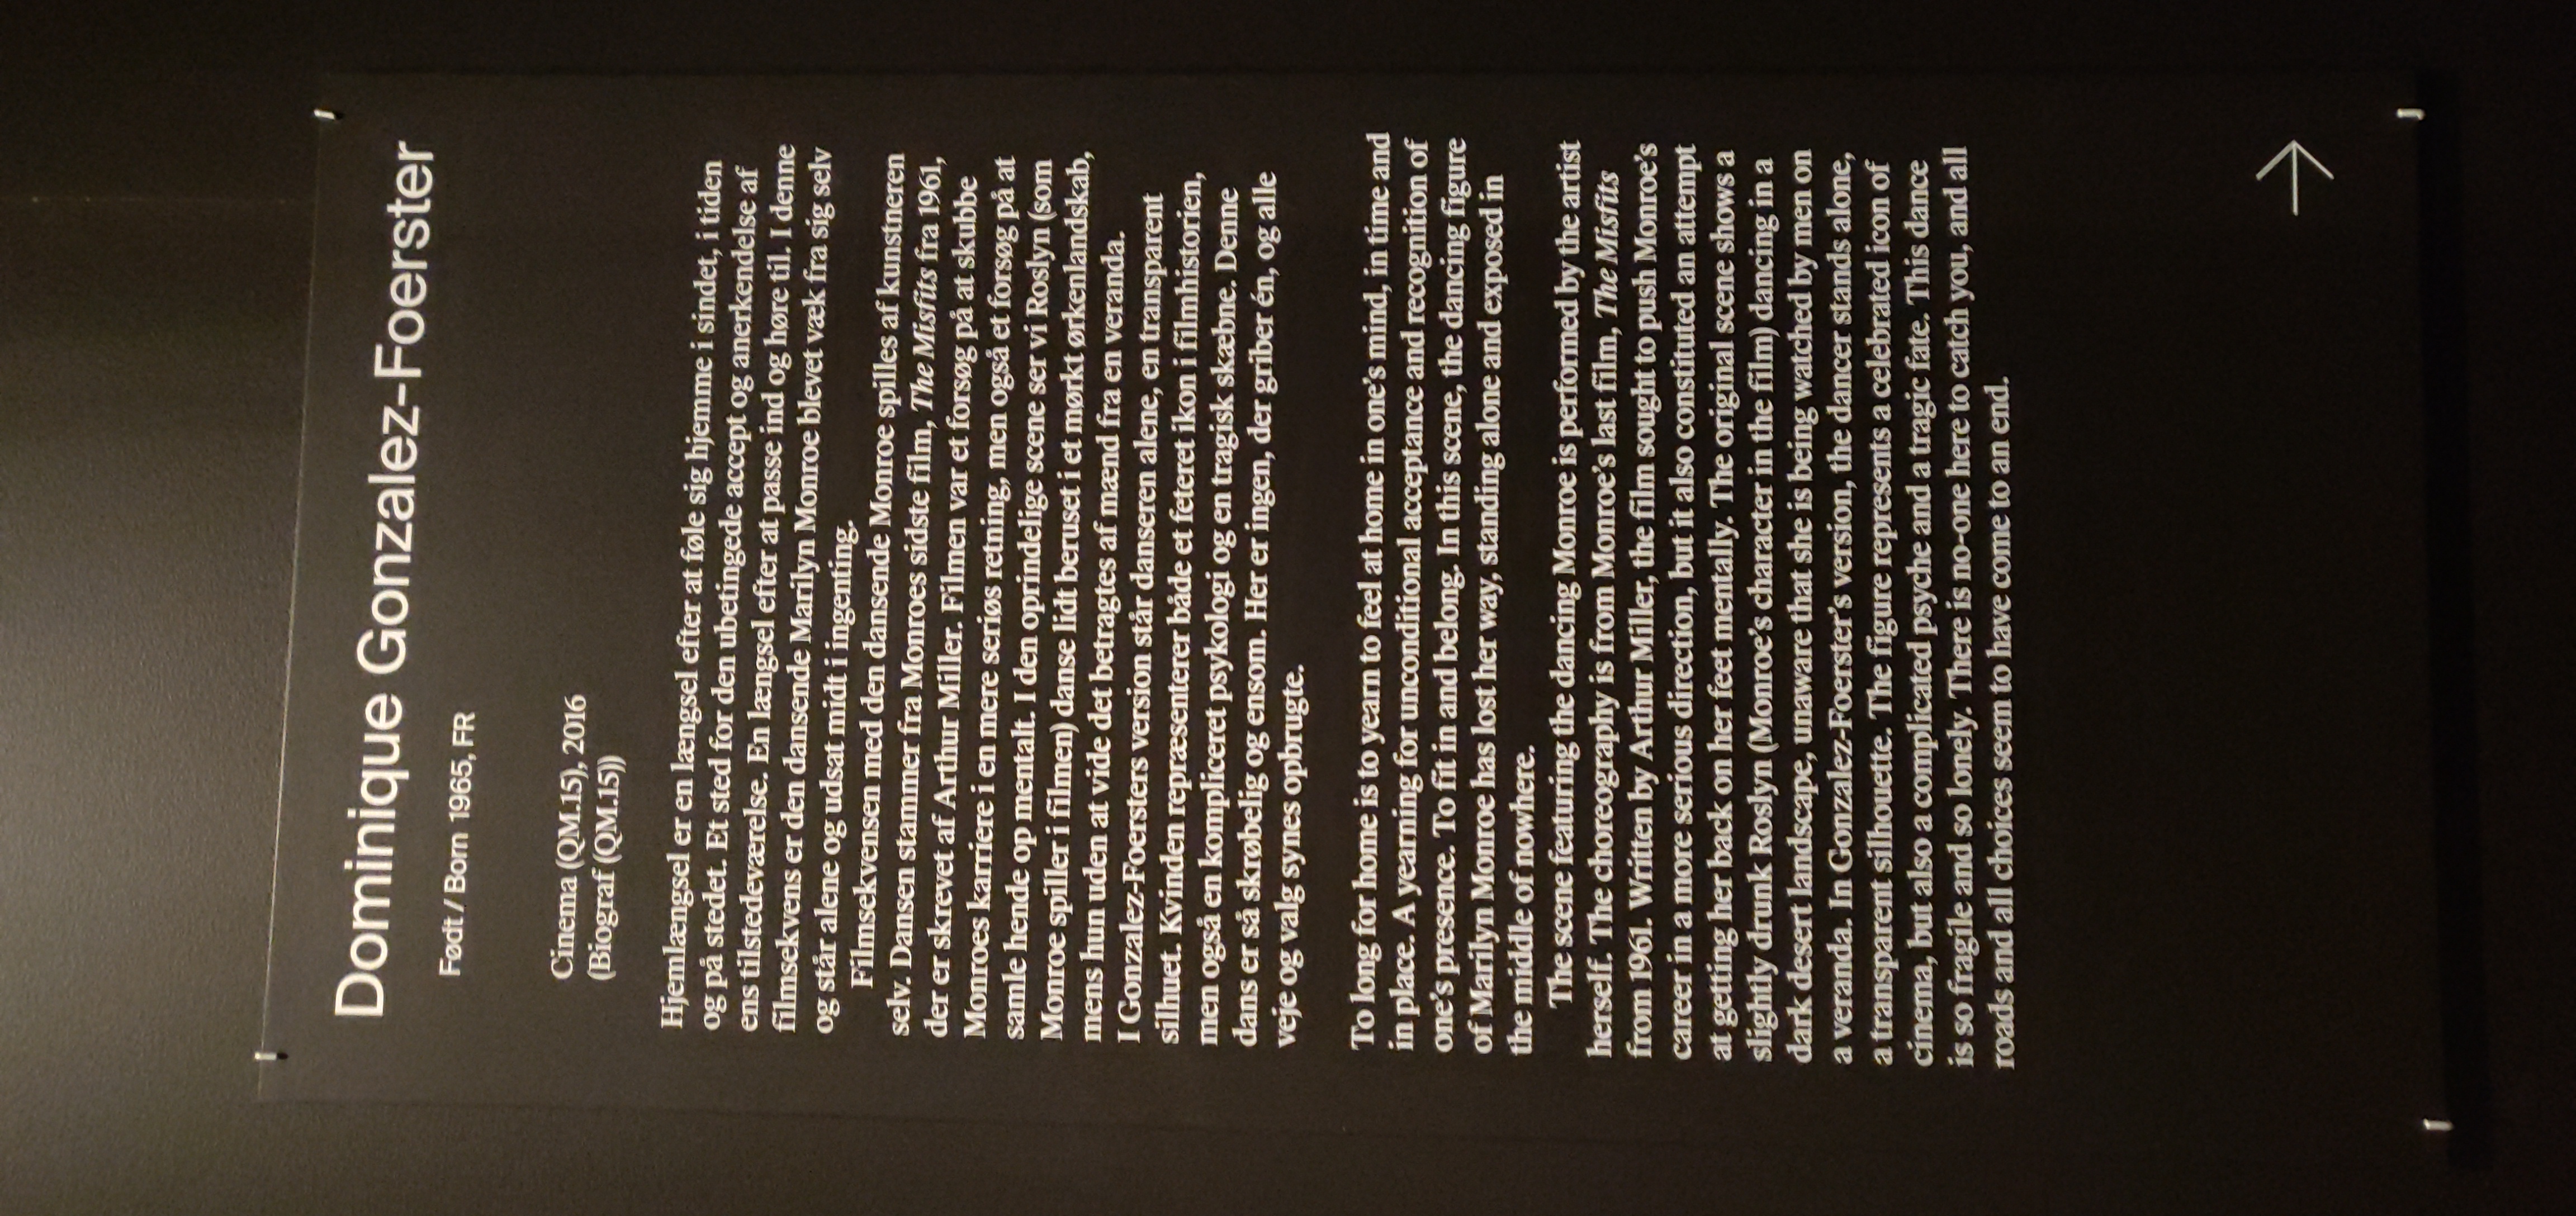 Dominique Gonzalez-Foerster
Født / Born 1965, FR
Cinema (QM.15), 2016
(Biograf (QM.15))
Hjemlængsel er en længsel efter at føle sig hjemme i sindet, i tiden
og på stedet. Et sted for den ubetingede accept og anerkendelse af
ens tilstedeværelse. En længsel efter at passe ind og høre til. I denne
filmsekvens er den dansende Marilyn Monroe blevet væk fra sig selv
og står alene og udsat midt i ingenting.
Filmsekvensen med den dansende Monroe spilles af kunstneren
selv. Dansen stammer fra Monroes sidste film, The Misfits fra 1961,
der er skrevet af Arthur Miller. Filmen var et forsøg på at skubbe
Monroes karriere i en mere seriøs retning, men også et forsøg på at
samle hende op mentalt. I den oprindelige scene ser vi Roslyn (som
Monroe spiller i filmen) danse lidt beruset i et mørkt ørkenlandskab,
mens hun uden at vide det betragtes af mænd fra en veranda.
I Gonzalez-Foersters version står danseren alene, en transparent
silhuet. Kvinden repræsenterer både et feteret ikon i filmhistorien,
men også en kompliceret psykologi og en tragisk skæbne. Denne
dans er så skrøbelig og ensom. Her er ingen, der griber én, og alle
veje og valg synes opbrugte.
To long for home is to yearn to feel at home in one's mind, in time and
in place. A yearning for unconditional acceptance and recognition of
one's presence. To fit in and belong. In this scene, the dancing figure
of Marilyn Monroe has lost her way, standing alone and exposed in
the middle of nowhere.
The scene featuring the dancing Monroe is performed by the artist
herself. The choreography is from Monroe's last film, The Misfits
from 1961. Written by Arthur Miller, the film sought to push Monroe's
career in a more serious direction, but it also constituted an attempt
at getting her back on her feet mentally. The original scene shows a
slightly drunk Roslyn (Monroe's character in the film) dancing in a
dark desert landscape, unaware that she is being watched by men on
a veranda. In Gonzalez-Foerster's version, the dancer stands alone,
a transparent silhouette. The figure represents a celebrated icon of
cinema, but also a complicated psyche and a tragic fate. This dance
is so fragile and so lonely. There is no-one here to catch you, and all
roads and all choices seem to have come to an end.